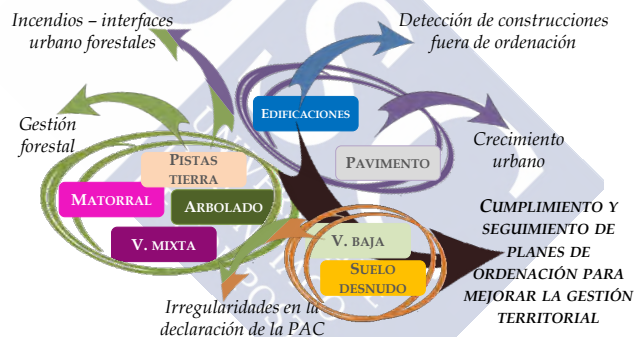 Incendios – interfaces
urbano forestales
Detección de construcciones
fuera de ordenación
EDIFICACIONES
Gestión
forestal
PISTAS
TIERRA
PAVIMENTO
Crecimiento
urbano
MATORRAL
ARBOLADO
V. MIXTA
V. BAJA
SUELO
DESNUDO
CUMPLIMIENTO Y
SEGUIMIENTO DE
PLANES DE
ORDENACIÓN PARA
MEJORAR LA GESTIÓN
TERRITORIAL
Irregularidades en la
declaración de la PAC